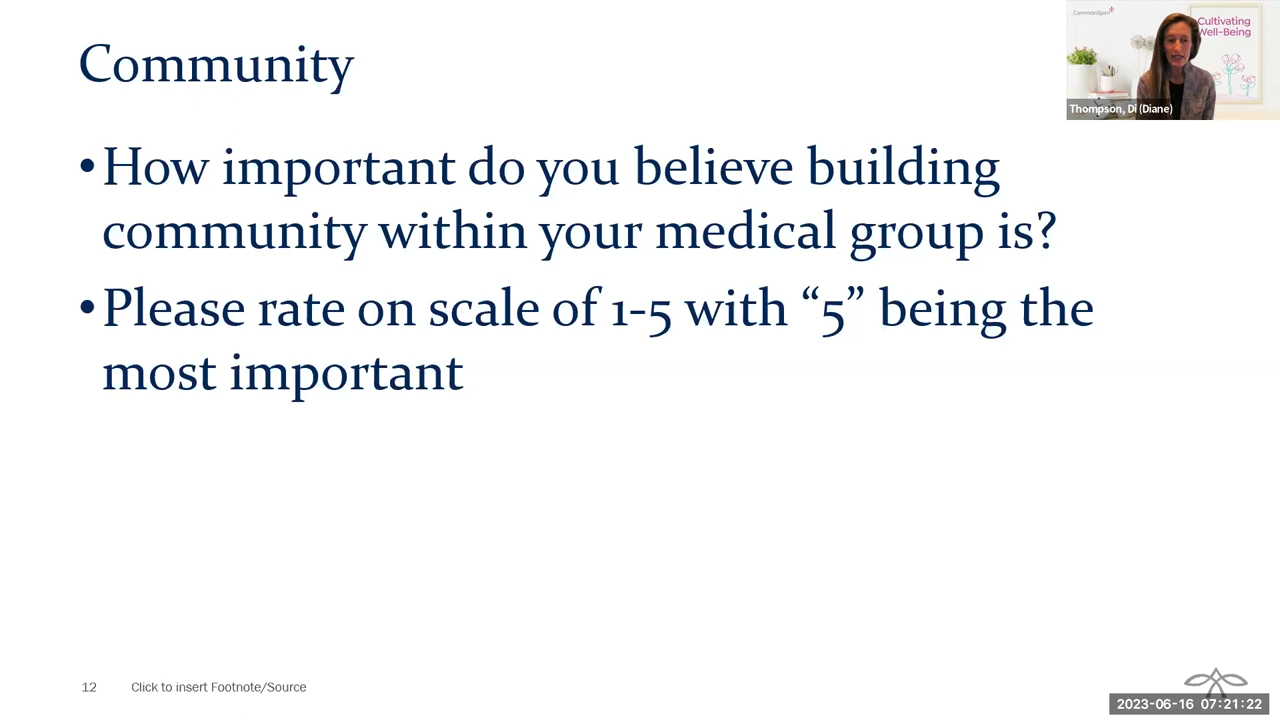 Community
•How important do you believe building
community within your medical group is?
•Please rate on scale of 1-5 with “5” being the
most important
12 Click to insert Footnote/Source
CommonSpirit
Cultivating
Well-Being
Thompson, Di (Diane)
2023-06-16 07:21:22